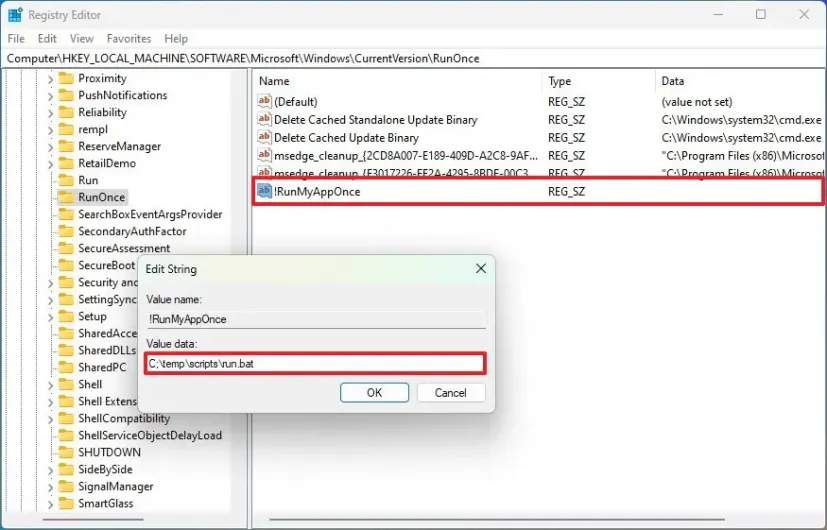 Registry Editor
File Edit View Favorites Help
Computer\HKEY_LOCAL_MACHINE\SOFTWARE\Microsoft\Windows\CurrentVersion\RunOnce
Proximity
PushNotifications
Reliability
rempl
ReserveManager
RetailDemo
Run
RunOnce
SearchBoxEventArgsProvider
SecondaryAuthFactor
SecureAssessment
SecureBoot
Security and
SettingSync
Setup
SharedAcce
SharedDLLs
SharedPC
Shell
Shell Extens
ShellCompatibility
ShellServiceObjectDelayLoad
SHUTDOWN
SideBySide
SignalManager
SmartGlass
Name Type Data
(Default) REG_SZ (value not set)
Delete Cached Standalone Update Binary REG_SZ C:\Windows\system32\cmd.exe
Delete Cached Update Binary REG_SZ C:\Windows\system32\cmd.exe
msedge_cleanup_{2CD8A007-E189-409D-A2C8-9AF... REG_SZ "C:\Program Files (x86)\Microsof
msedge_cleanup_{F3017226-FE2A-4295-8BDF-00C3... REG_SZ "C:\Program Files (x86)\Microsof
!RunMyAppOnce REG_SZ
Edit String
Value name:
!RunMyAppOnce
Value data:
C;\temp\scripts\run.bat
OK Cancel